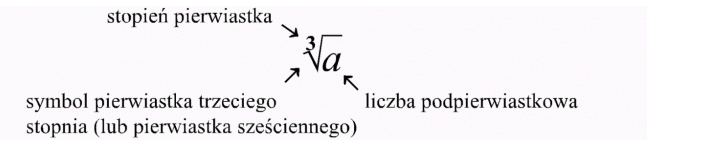 stopień pierwiastka
∛a
symbol pierwiastka trzeciego
stopnia (lub pierwiastka sześciennego)
liczba podpierwiastkowa